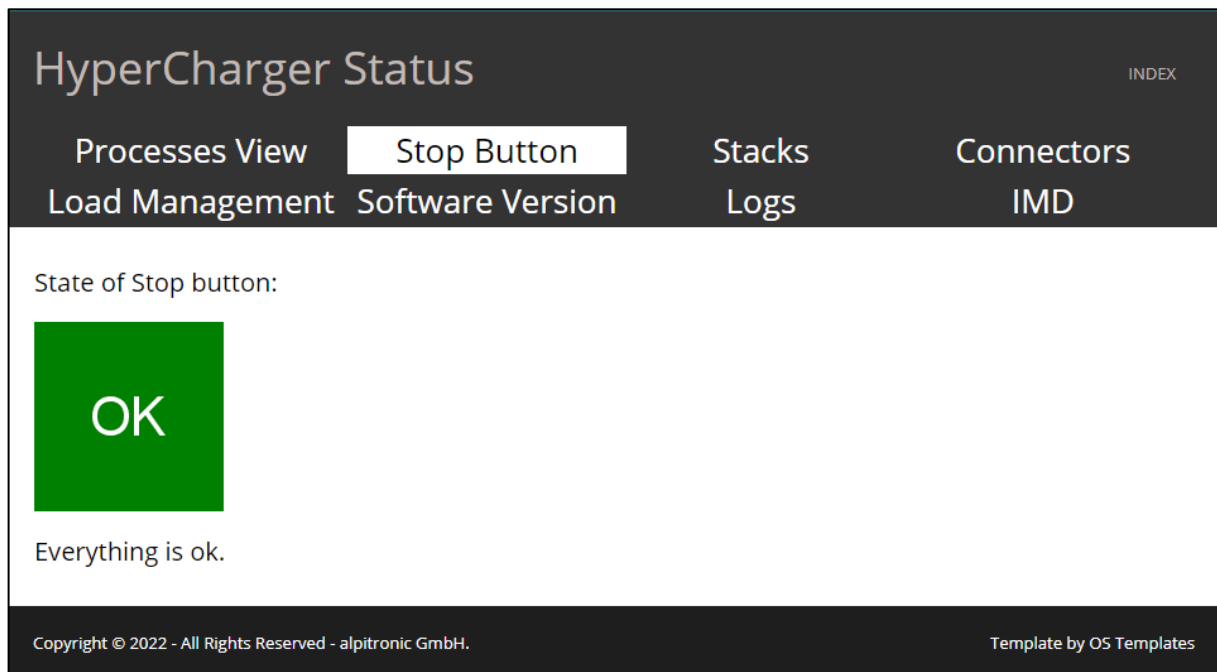 HyperCharger Status
INDEX
Processes View Stop Button Stacks Connectors
Load Management Software Version Logs IMD
State of Stop button:
OK
Everything is ok.
Copyright © 2022 - All Rights Reserved - alpitronic GmbH.
Template by OS Templates